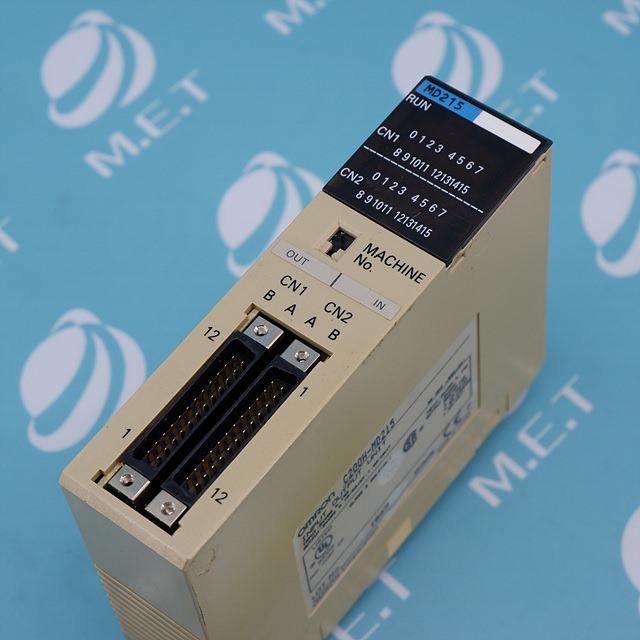 M.E.T
M.E.T
M.E.T
M.E.T
MD215
RUN
CN1 0 1 2 3 4 5 6 7
8 9 10 11 12 13 14 15
CN2 0 1 2 3 4 5 6 7
8 9 10 11 12 13 14 15
MACHINE
No.
OUT
IN
CN1 CN2
B A A B
12
1
1
12
omron C200H-MD215